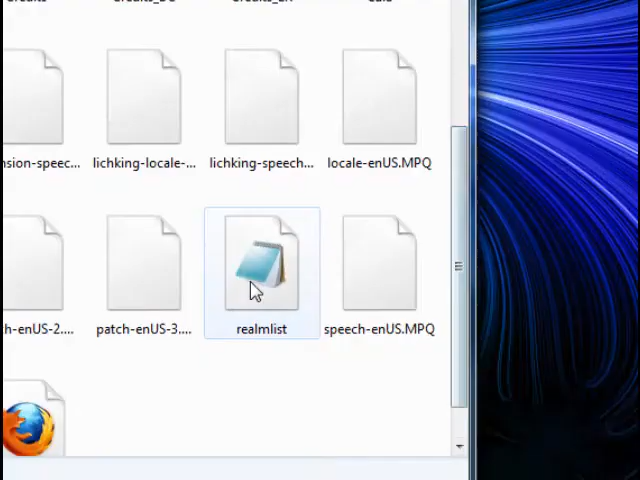 nsion-speec... lichking-locale-... lichking-speech... locale-enUS.MPQ
h-enUS-2.... patch-enUS-3.... realmlist speech-enUS.MPQ